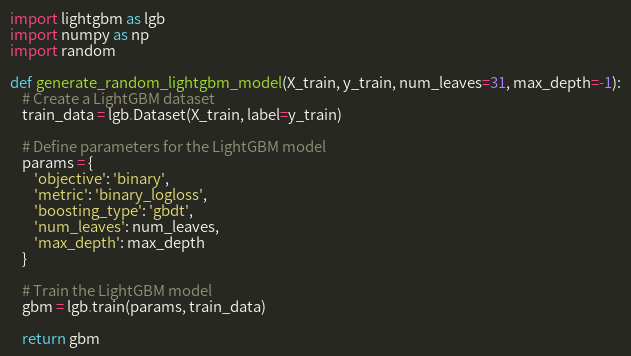 import lightgbm as lgb
import numpy as np
import random

def generate_random_lightgbm_model(X_train, y_train, num_leaves=31, max_depth=-1):
    # Create a LightGBM dataset
    train_data = lgb.Dataset(X_train, label=y_train)

    # Define parameters for the LightGBM model
    params = {
        'objective': 'binary',
        'metric': 'binary_logloss',
        'boosting_type': 'gbdt',
        'num_leaves': num_leaves,
        'max_depth': max_depth
    }

    # Train the LightGBM model
    gbm = lgb.train(params, train_data)

    return gbm